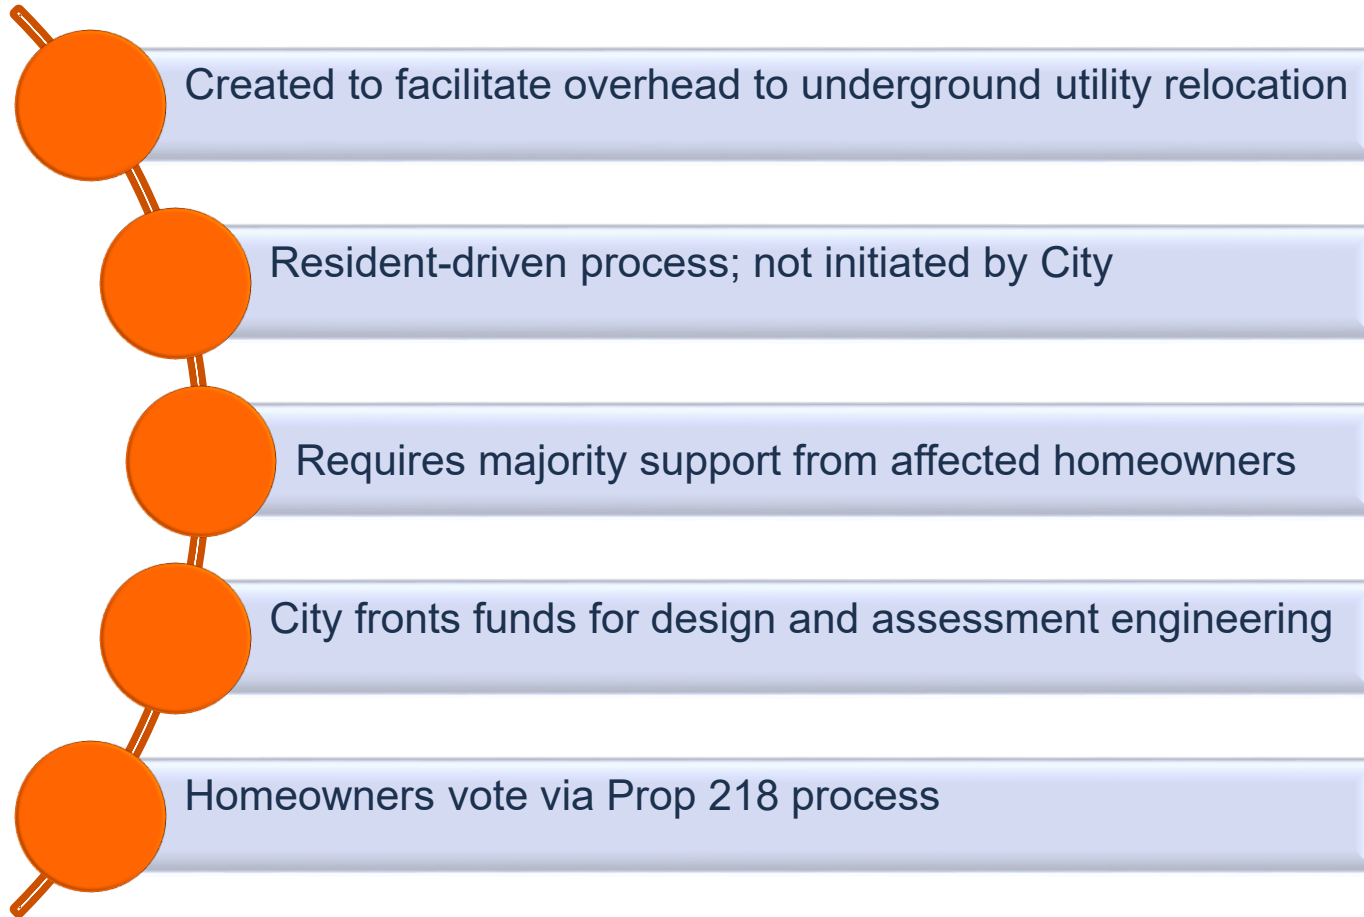 Created to facilitate overhead to underground utility relocation
Resident-driven process; not initiated by City
Requires majority support from affected homeowners
City fronts funds for design and assessment engineering
Homeowners vote via Prop 218 process